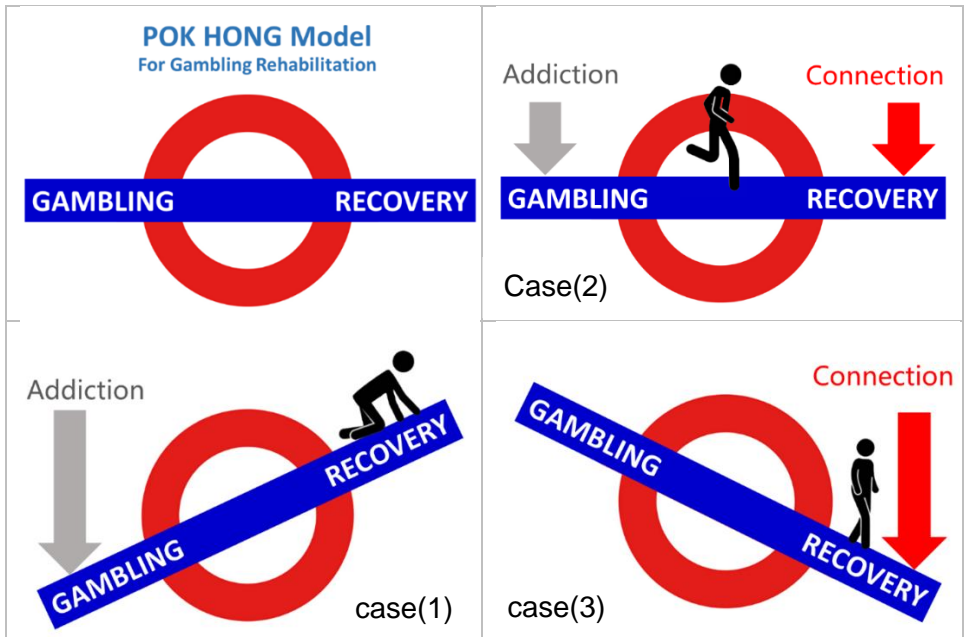 POK HONG Model
For Gambling Rehabilitation
GAMBLING RECOVERY
Addiction Connection
GAMBLING RECOVERY
Case(2)
Addiction
GAMBLING RECOVERY
case(1)
Connection
GAMBLING RECOVERY
case(3)